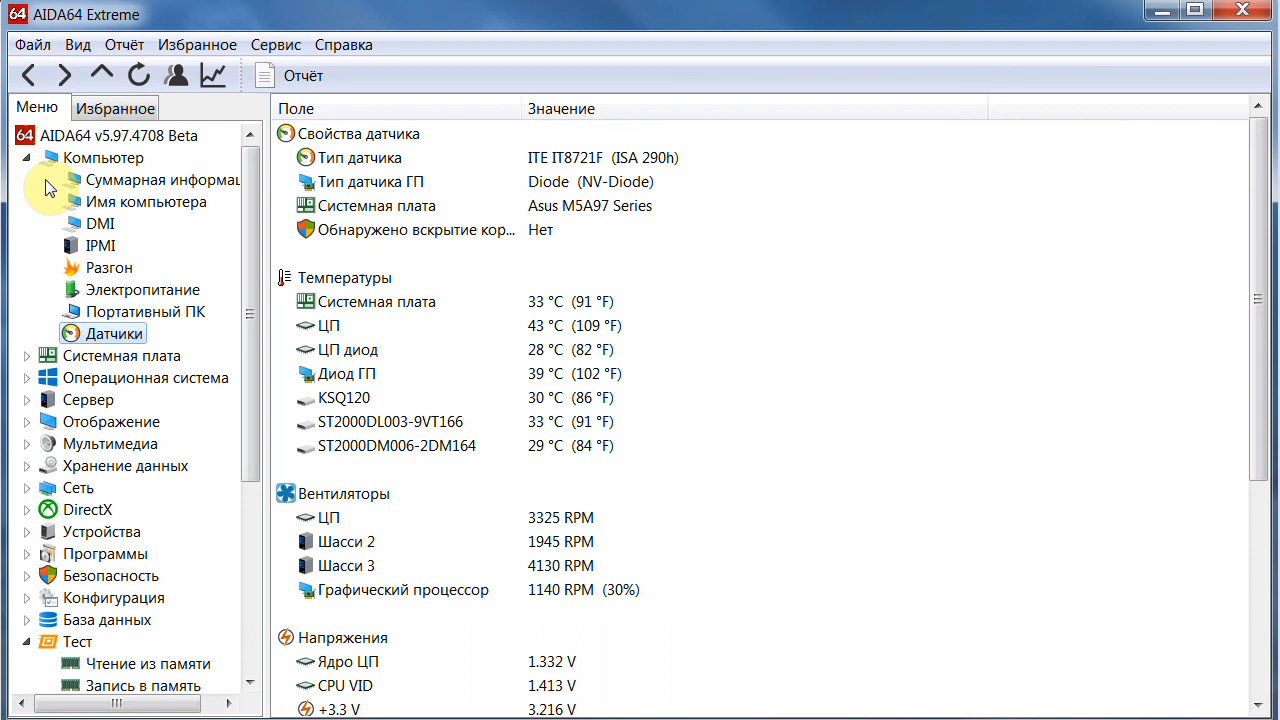 64 AIDA64 Extreme
Файл Вид Отчёт Избранное Сервис Справка
Отчёт
Меню Избранное
64 AIDA64 v5.97.4708 Beta
Компьютер
Суммарная информац
Имя компьютера
DMI
IPMI
Разгон
Электропитание
Портативный ПК
Датчики
Системная плата
Операционная система
Сервер
Отображение
Мультимедиа
Хранение данных
Сеть
DirectX
Устройства
Программы
Безопасность
Конфигурация
База данных
Тест
Чтение из памяти
Запись в память
Поле Значение
Свойства датчика
Тип датчика ITE IT8721F (ISA 290h)
Тип датчика ГП Diode (NV-Diode)
Системная плата Asus M5A97 Series
Обнаружено вскрытие кор... Нет
Температуры
Системная плата 33 °C (91 °F)
ЦП 43 °C (109 °F)
ЦП диод 28 °C (82 °F)
Диод ГП 39 °C (102 °F)
KSQ120 30 °C (86 °F)
ST2000DL003-9VT166 33 °C (91 °F)
ST2000DM006-2DM164 29 °C (84 °F)
Вентиляторы
ЦП 3325 RPM
Шасси 2 1945 RPM
Шасси 3 4130 RPM
Графический процессор 1140 RPM (30%)
Напряжения
Ядро ЦП 1.332 V
CPU VID 1.413 V
+3.3 V 3.216 V